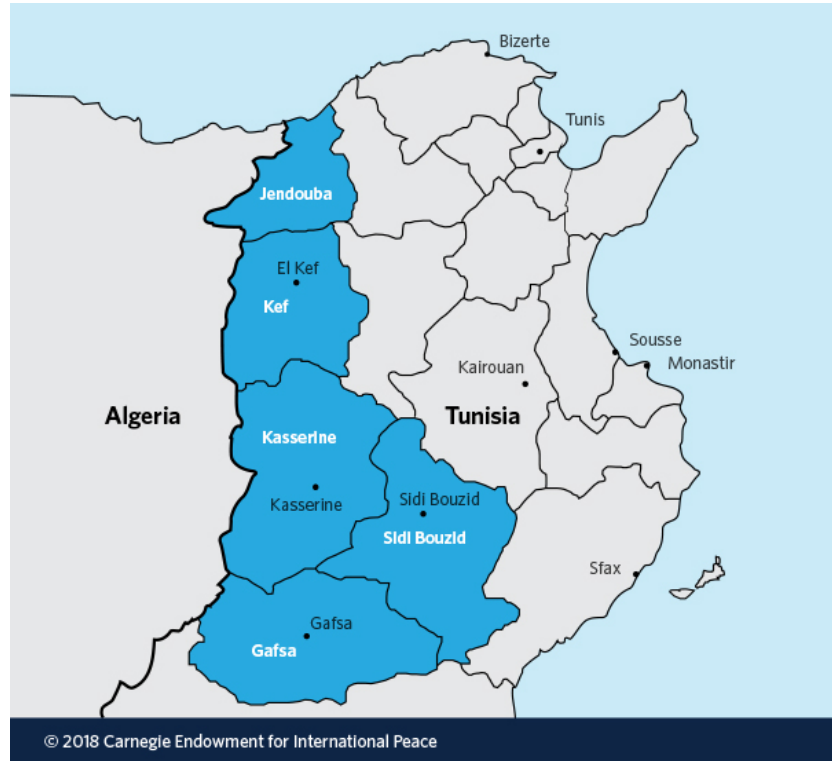 Bizerte
Tunis
Jendouba
El Kef
Kef
Sousse
Monastir
Kairouan
Algeria
Tunisia
Kasserine
Kasserine
Sidi Bouzid
Sidi Bouzid
Sfax
Gafsa
Gafsa
© 2018 Carnegie Endowment for International Peace